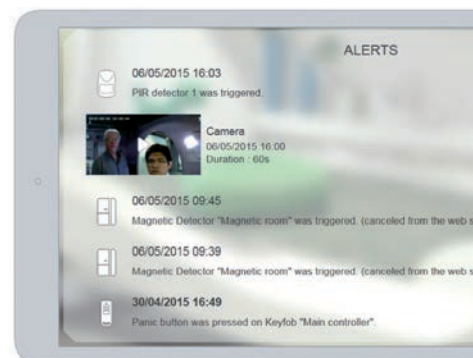 ALERTS
06/05/2015 16:03
PIR detector 1 was triggered.
Camera
06/05/2015 16:00
Duration : 60s
06/05/2015 09:45
Magnetic Detector "Magnetic room" was triggered. (canceled from the web s
06/05/2015 09:39
Magnetic Detector "Magnetic room" was triggered. (canceled from the web s
30/04/2015 16:49
Panic button was pressed on Keyfob "Main controller".